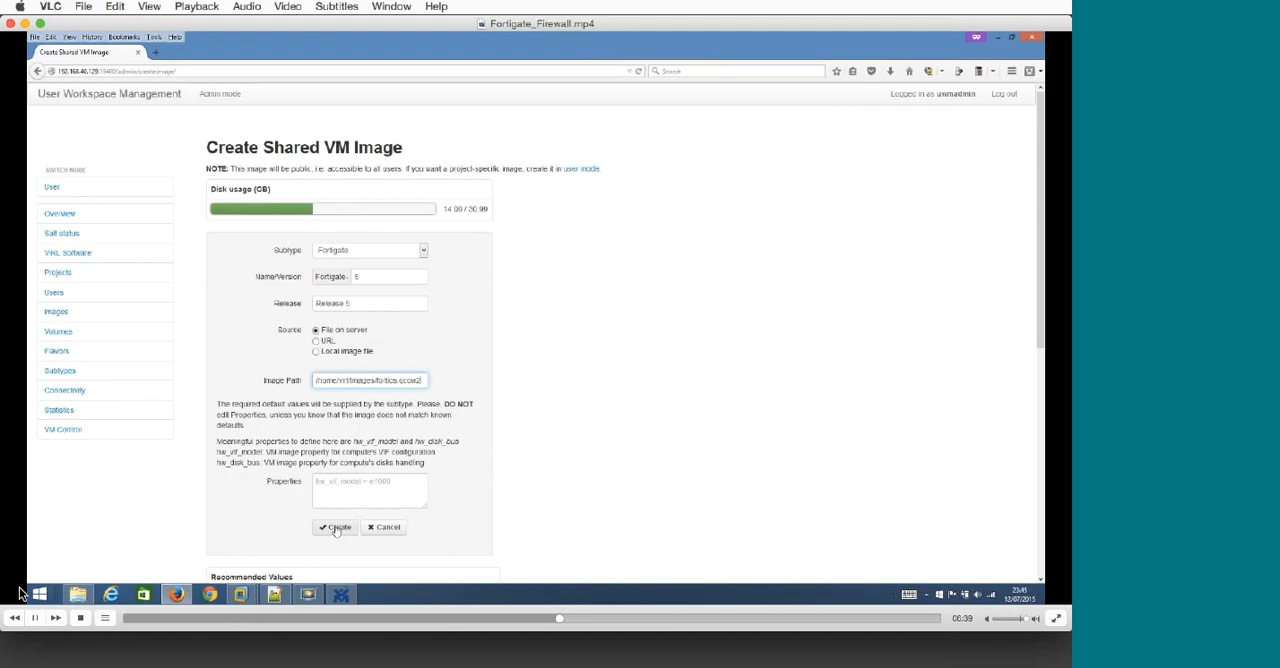 VLC File Edit View Playback Audio Video Subtitles Window Help
Fortigate_Firewall.mp4
File Edit View History Bookmarks Tools Help
Create Shared VM Image
192.168.40.129:19400/admin/createimage/
Search
User Workspace Management Admin mode Logged in as uwmadmin Log out
Create Shared VM Image
SWITCH MODE
User
Overview
Salt status
VIRL Software
Projects
Users
Images
Volumes
Flavors
Subtypes
Connectivity
Statistics
VM Control
NOTE: This image will be public, i.e. accessible to all users. If you want a project-specific image, create it in user mode.
Disk usage (GB)
14.00 / 30.99
Subtype Fortigate
Name/Version Fortigate- 5
Release Release 5
Source File on server
URL
Local image file
Image Path /home/virl/images/fortios.qcow2
The required default values will be supplied by the subtype. Please, DO NOT
edit Properties, unless you know that the image does not match known
defaults.
Meaningful properties to define here are hw_vif_model and hw_disk_bus
hw_vif_model: VM image property for compute's VIF configuration
hw_disk_bus: VM image property for compute's disks handling
Properties hw_vif_model = e1000
Create Cancel
Recommended Values
23:45
12/07/2015
06:39